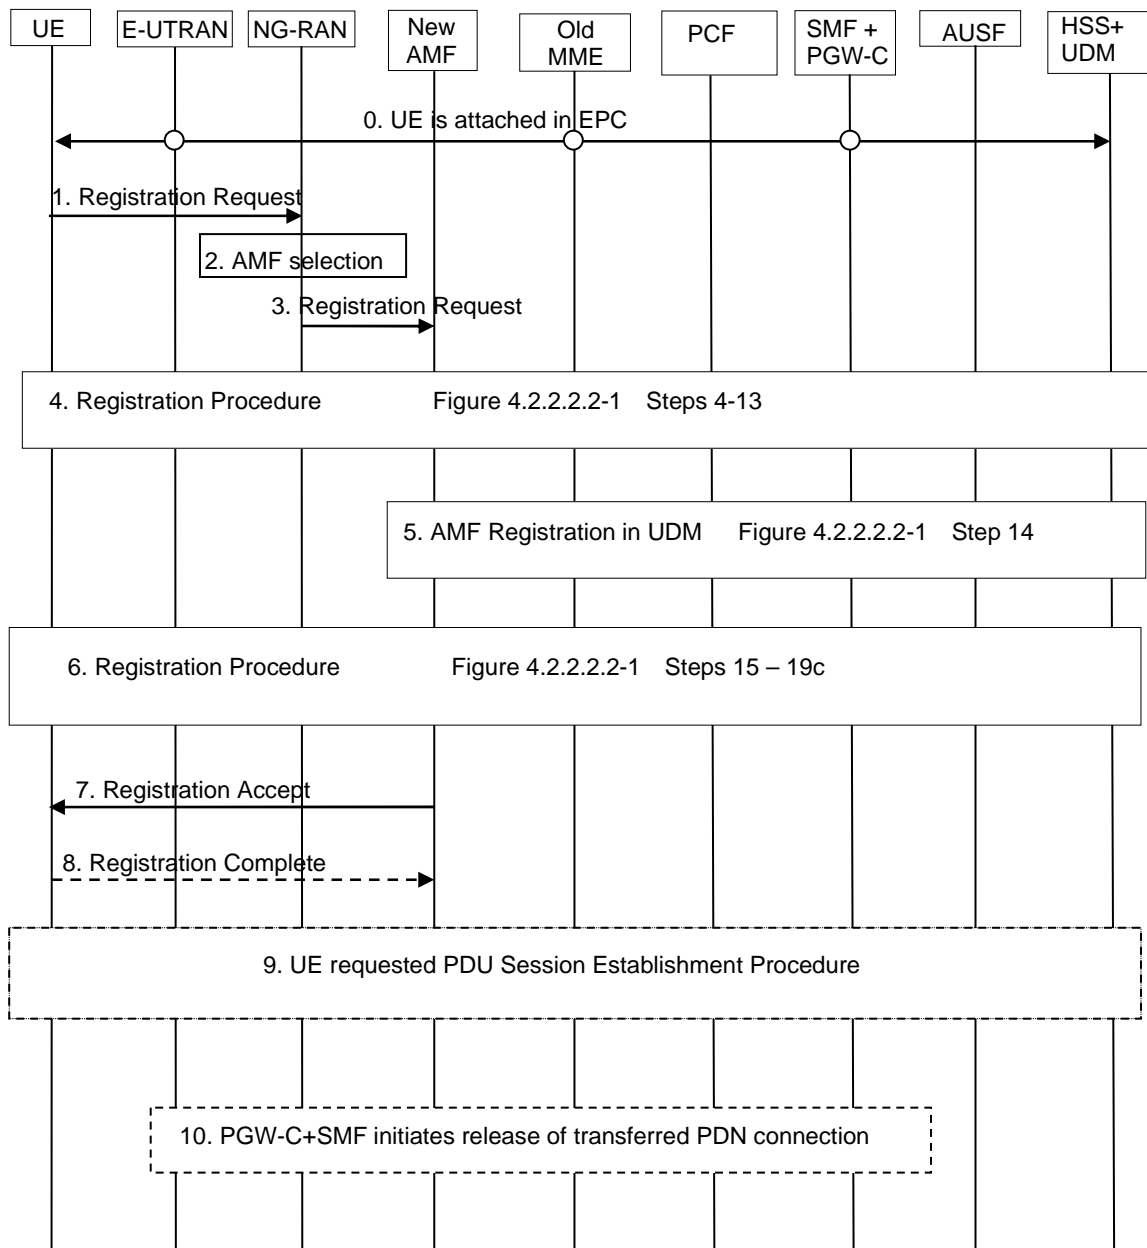 UE
E-UTRAN
NG-RAN
New
AMF
Old
MME
PCF
SMF +
PGW-C
AUSF
HSS+
UDM
0. UE is attached in EPC
1. Registration Request
2. AMF selection
3. Registration Request
4. Registration Procedure Figure 4.2.2.2.2-1 Steps 4-13
5. AMF Registration in UDM Figure 4.2.2.2.2-1 Step 14
6. Registration Procedure Figure 4.2.2.2.2-1 Steps 15 – 19c
7. Registration Accept
8. Registration Complete
9. UE requested PDU Session Establishment Procedure
10. PGW-C+SMF initiates release of transferred PDN connection